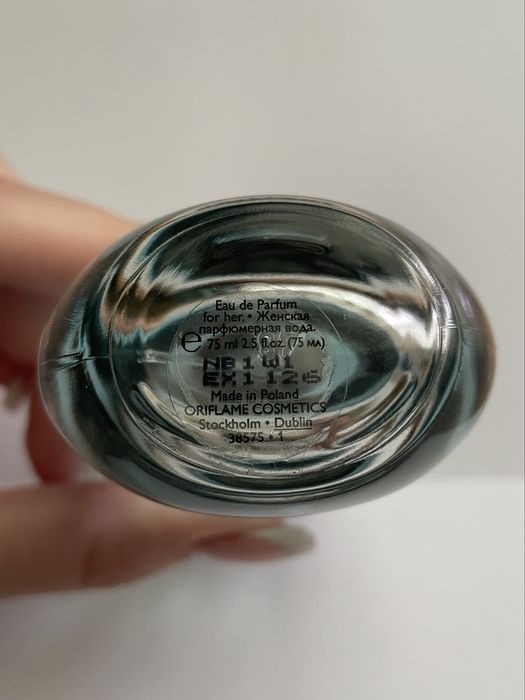 Eau de Parfum
for her. • Женская
парфюмерная вода.
℮ 75 ml 2.5 fl.oz. (75 мл)
NB1W1
EX1126
Made in Poland
ORIFLAME COSMETICS
Stockholm • Dublin
38575 • 1